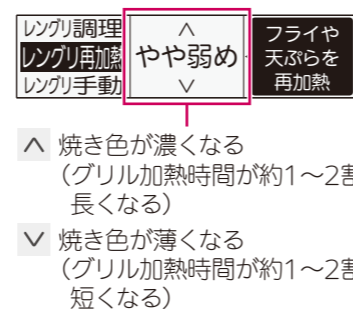 レングリ調理
レングリ再加熱
レングリ手動
∧
やや弱め
∨
フライや
天ぷらを
再加熱
∧ 焼き色が濃くなる
(グリル加熱時間が約1～2割
長くなる)
∨ 焼き色が薄くなる
(グリル加熱時間が約1～2割
短くなる)